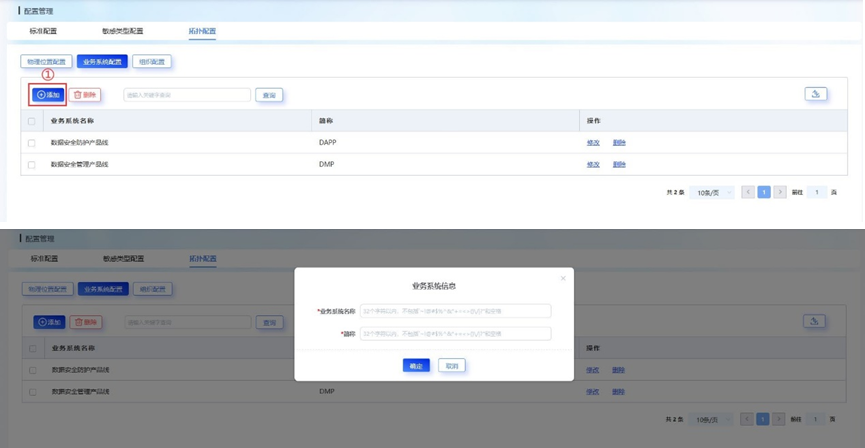 配置管理
标准配置 敏感类型配置 拓扑配置
物理位置配置 业务系统配置 组织配置
①
添加 删除 请输入关键字查询 查询
业务系统名称 简称 操作
数据安全防护产品线 DAPP 修改 删除
数据安全管理产品线 DMP 修改 删除
共 2 条 10条/页 1 前往 1 页
配置管理
标准配置 敏感类型配置 拓扑配置
物理位置配置 业务系统配置 组织配置
业务系统信息
添加 删除 请输入关键字查询 查询
*业务系统名称
业务系统名称 操作
*简称
数据安全防护产品线 修改 删除
确定 取消
数据安全管理产品线 DMP 修改 删除
共 2 条 10条/页 1 前往 1 页